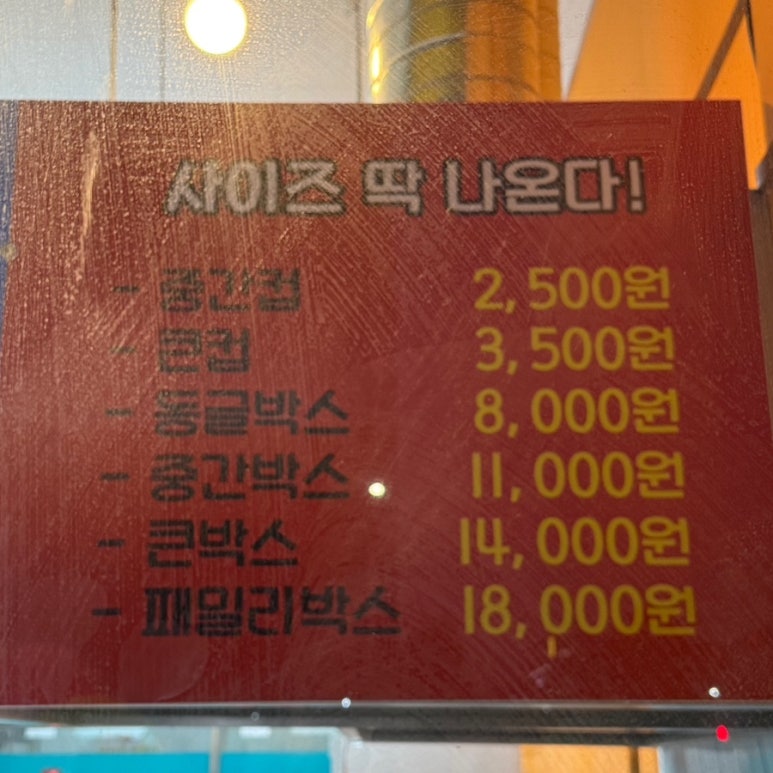 사이즈 딱 나온다!
- 중간컵 2,500원
- 큰컵 3,500원
- 둥글박스 8,000원
- 중간박스 11,000원
- 큰박스 14,000원
- 패밀리박스 18,000원